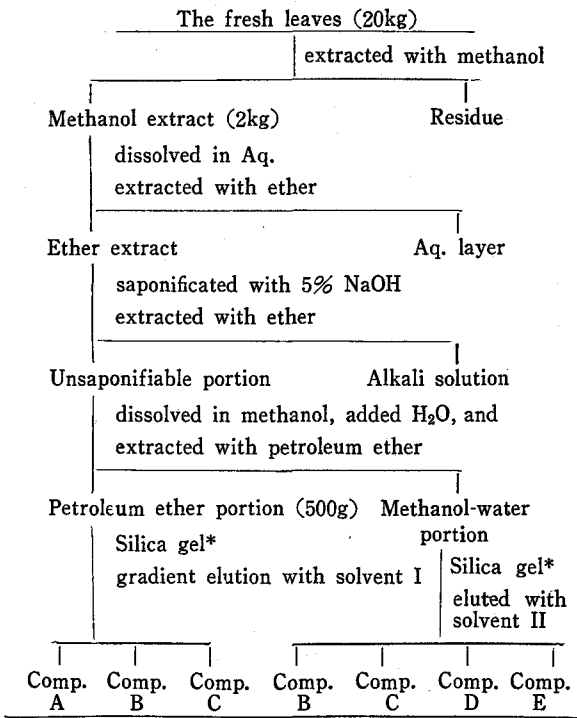 The fresh leaves (20kg)
extracted with methanol
Methanol extract (2kg) Residue
dissolved in Aq.
extracted with ether
Ether extract Aq. layer
saponificated with 5% NaOH
extracted with ether
Unsaponifiable portion Alkali solution
dissolved in methanol, added H₂O, and
extracted with petroleum ether
Petroleum ether portion (500g) Methanol-water
portion
Silica gel*
gradient elution with solvent I
Silica gel*
eluted with
solvent II
Comp. Comp. Comp. Comp. Comp. Comp. Comp.
A B C B C D E